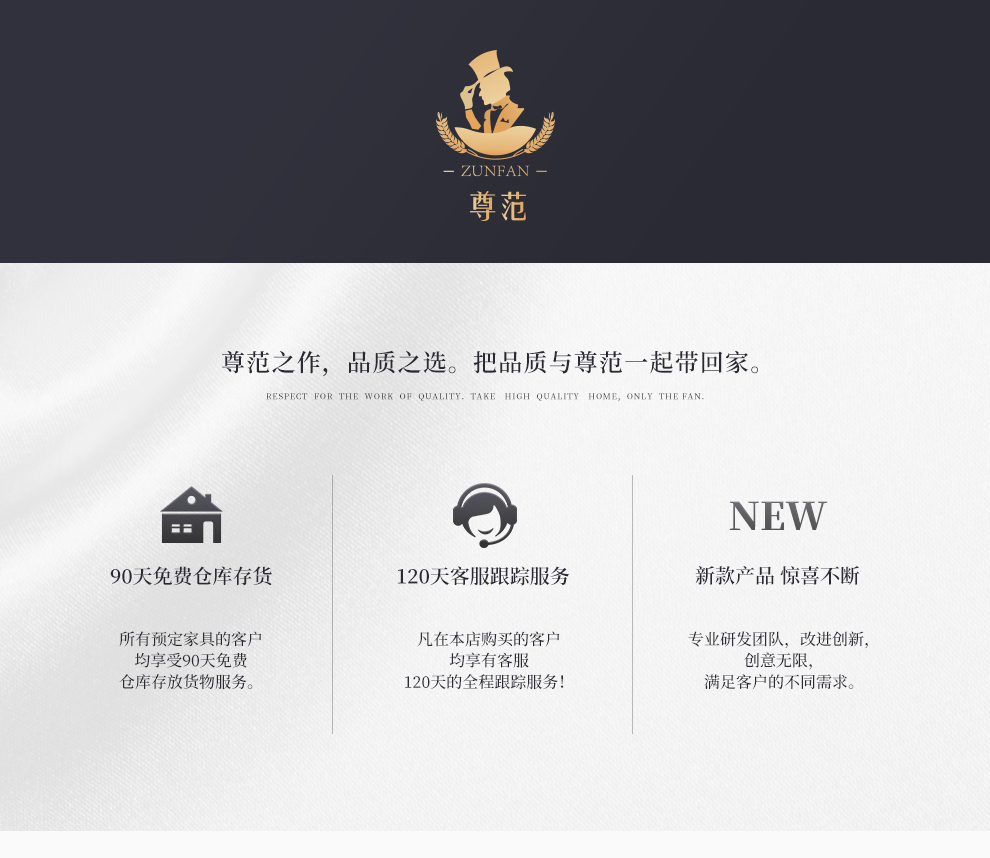 ZUNFAN
尊范
尊范之作，品质之选。把品质与尊范一起带回家。
RESPECT FOR THE WORK OF QUALITY. TAKE HIGH QUALITY HOME, ONLY THE FAN.
90天免费仓库存货
所有预定家具的客户
均享受90天免费
仓库存放货物服务。
120天客服跟踪服务
凡在本店购买的客户
均享有客服
120天的全程跟踪服务！
NEW
新款产品 惊喜不断
专业研发团队，改进创新，
创意无限，
满足客户的不同需求。